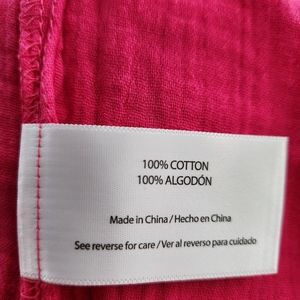 100% COTTON
100% ALGODÓN
Made in China / Hecho en China
See reverse for care / Ver al reverso para cuidado